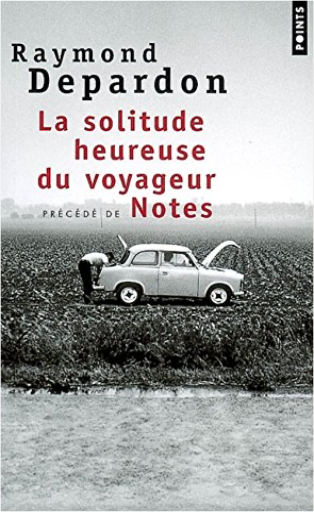 POINTS
Raymond
Depardon
La solitude
heureuse
du voyageur
PRÉCÉDÉ DE Notes